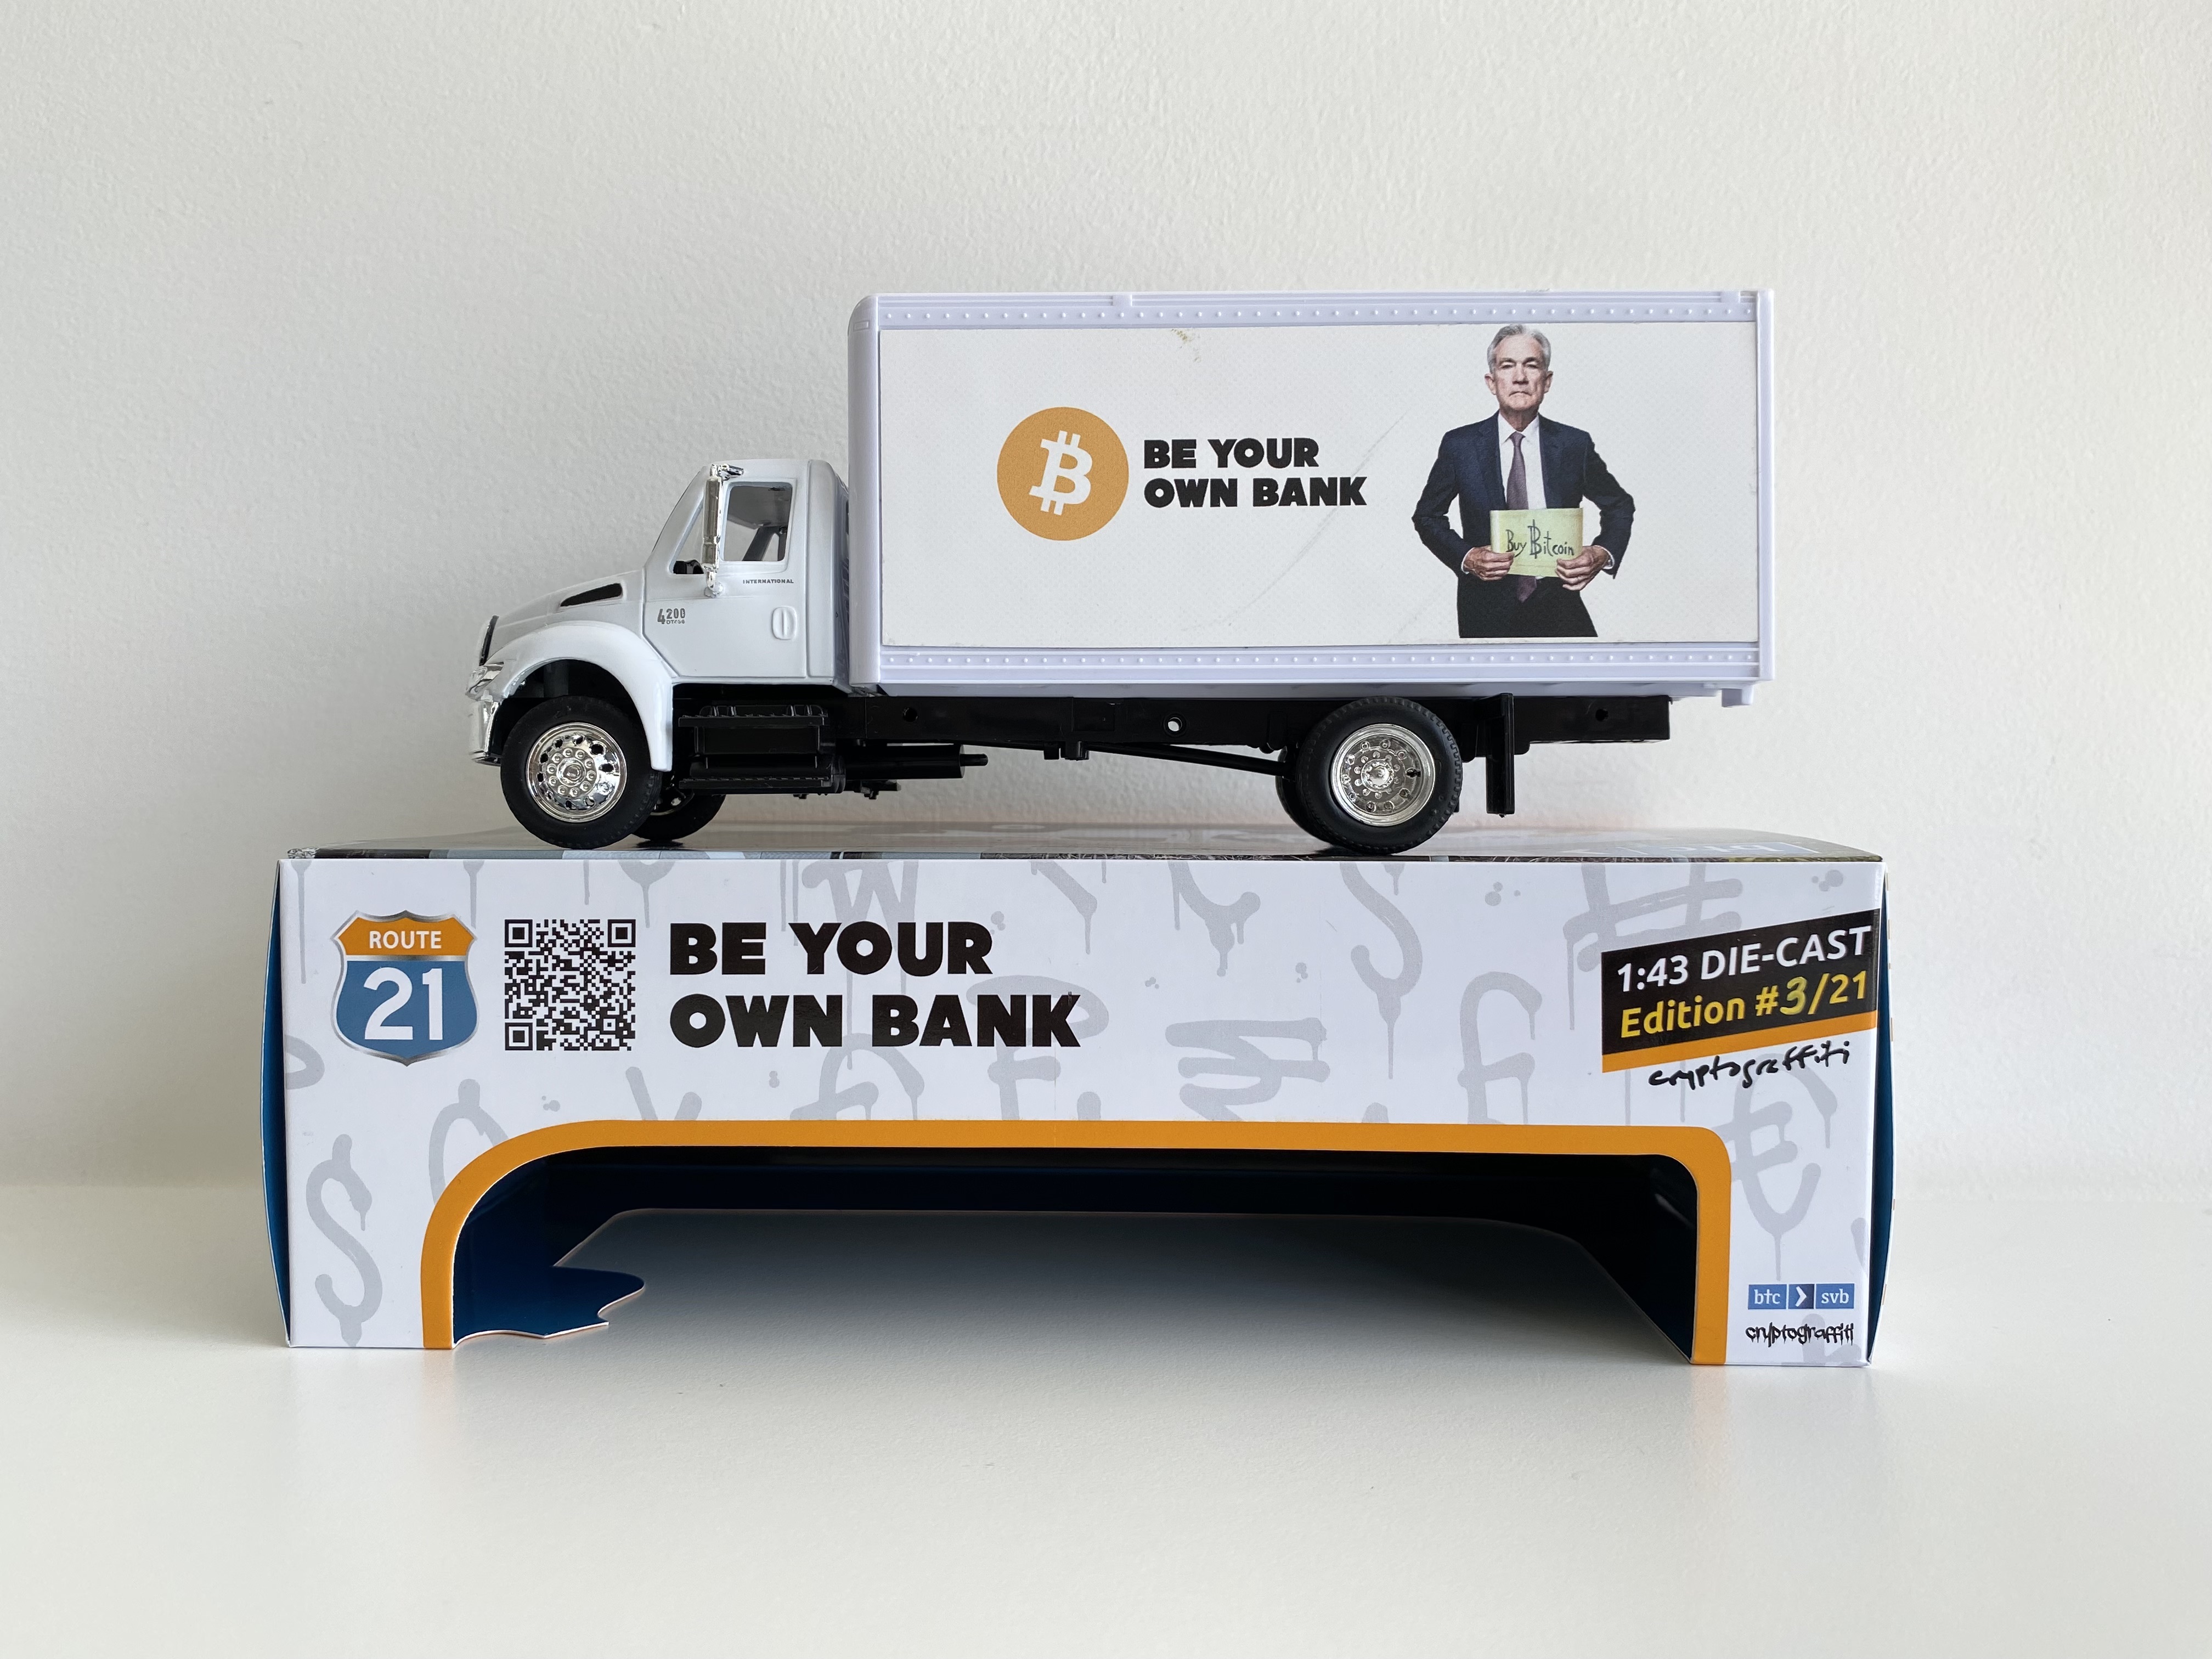 BE YOUR
OWN BANK
Buy Bitcoin
INTERNATIONAL
4200
ROUTE
21
BE YOUR
OWN BANK
1:43 DIE-CAST
Edition #3/21
cryptograffiti
btc > svb
cryptograffiti